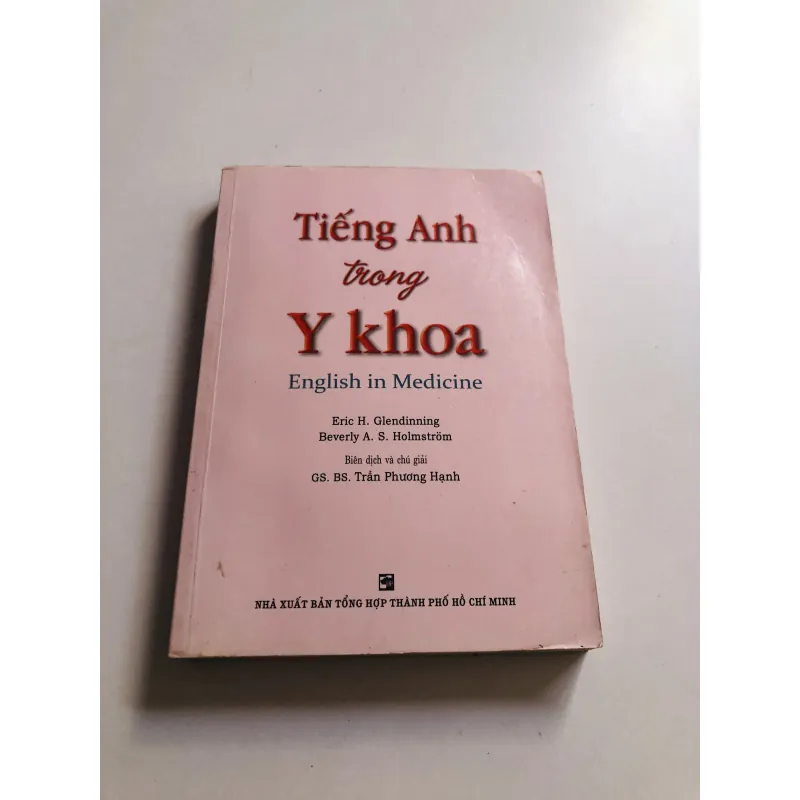 Tiếng Anh
trong
Y khoa
English in Medicine
Eric H. Glendinning
Beverly A. S. Holmström
Biên dịch và chú giải
GS. BS. Trần Phương Hạnh
NHÀ XUẤT BẢN TỔNG HỢP THÀNH PHỐ HỒ CHÍ MINH